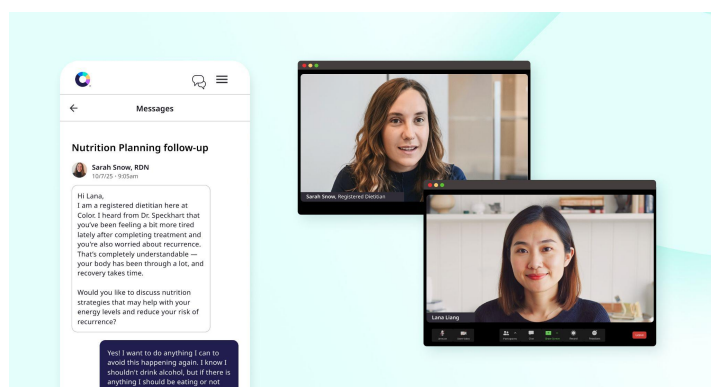 Messages
Nutrition Planning follow-up
Sarah Snow, RDN
10/7/25 - 9:05am
Hi Lana,
I am a registered dietitian here at
Color. I heard from Dr. Speckhart that
you've been feeling a bit more tired
lately after completing treatment and
you're also worried about recurrence.
That's completely understandable —
your body has been through a lot, and
recovery takes time.
Would you like to discuss nutrition
strategies that may help with your
energy levels and reduce your risk of
recurrence?
Yes! I want to do anything I can to
avoid this happening again. I know I
shouldn't drink alcohol, but if there is
anything I should be eating or not
Sarah Snow, Registered Dietitian
Lana Liang